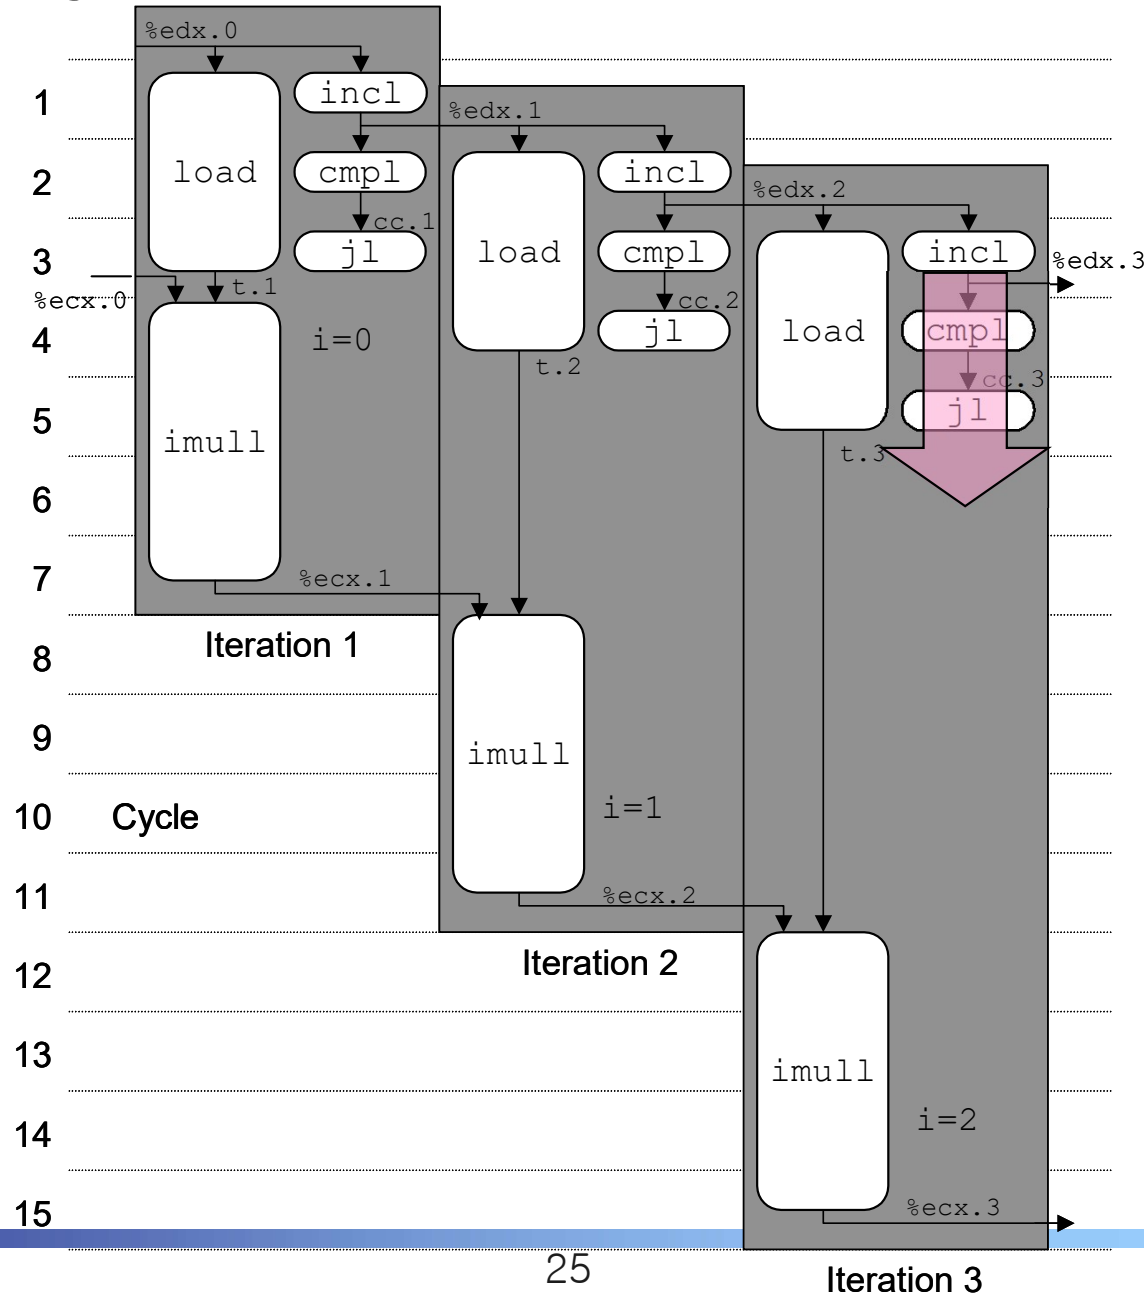 %edx.0
1
incl
%edx.1
2
load
cmpl
incl
%edx.2
cc.1
3
jl
load
cmpl
incl
%edx.3
%ecx.0
t.1
cc.2
4
i=0
jl
load
cmpl
t.2
cc.3
5
imull
jl
t.3
6
7
%ecx.1
Iteration 1
8
9
imull
10
Cycle
i=1
11
%ecx.2
Iteration 2
12
13
imull
14
i=2
15
%ecx.3
25
Iteration 3